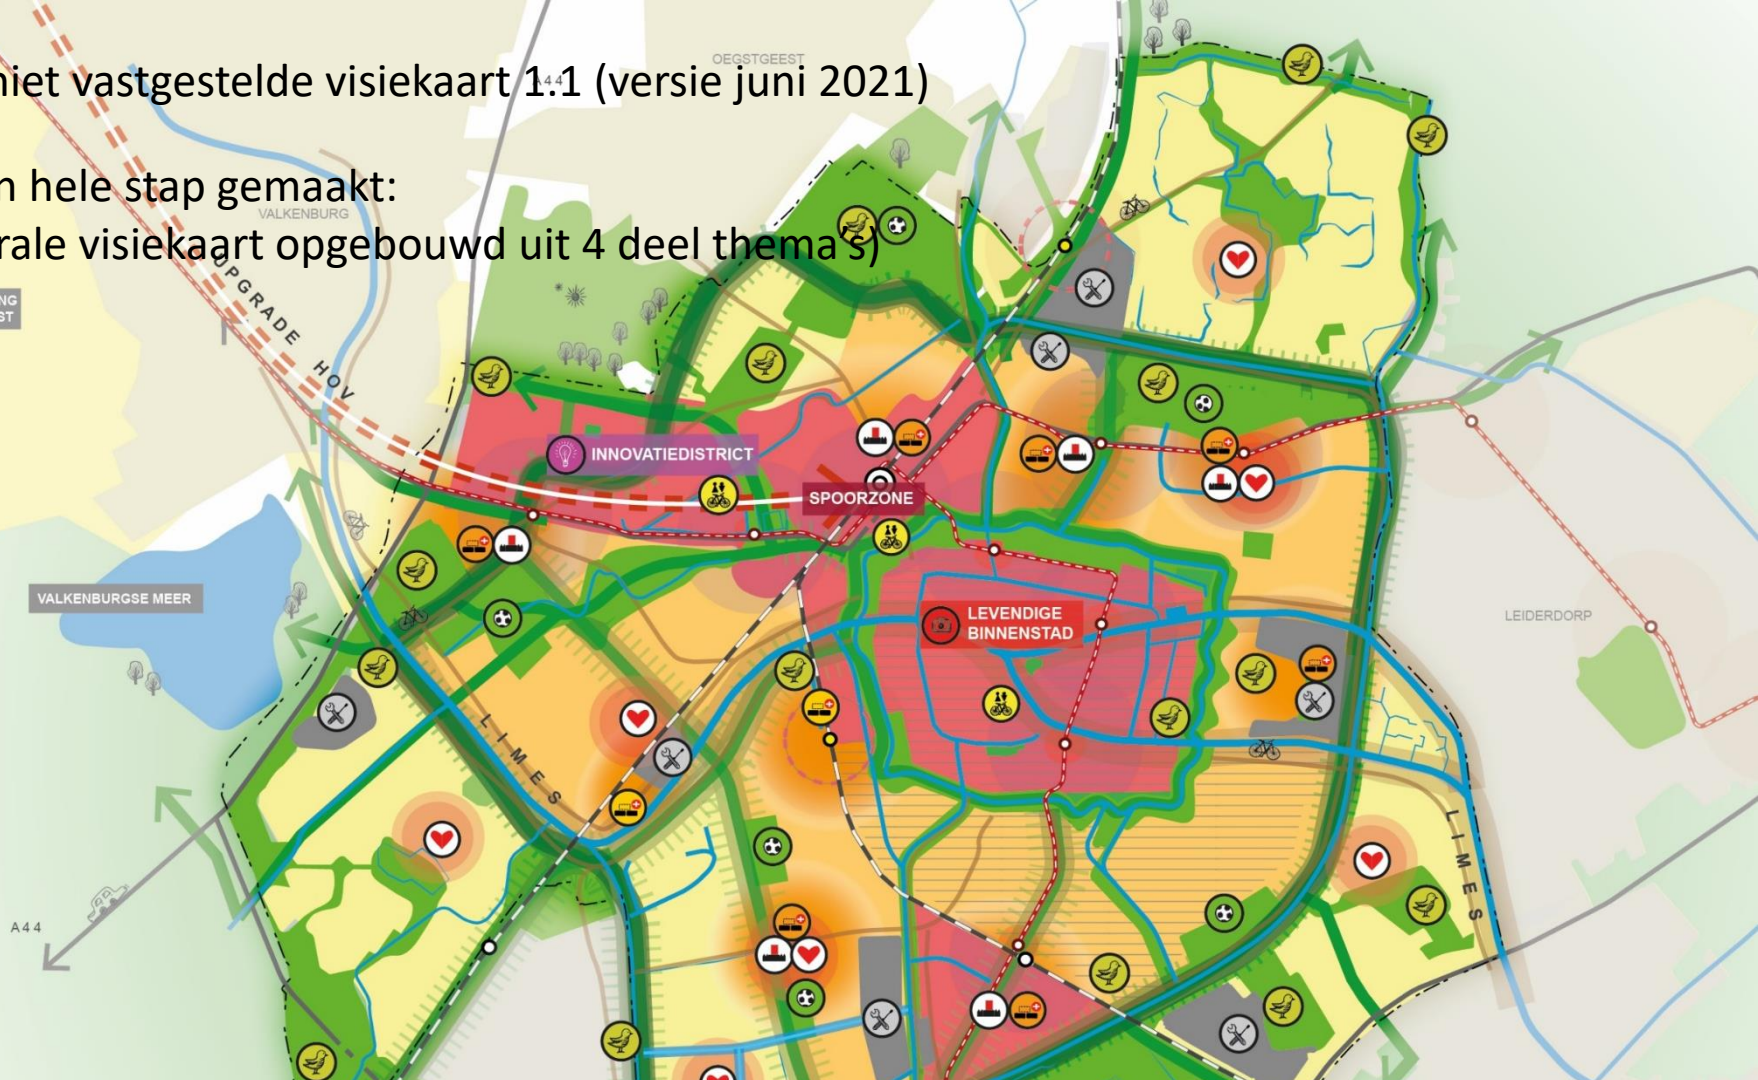 OEGSTGEEST
niet vastgestelde visiekaart 1.1 (versie juni 2021)
A44
hele stap gemaakt:
VALKENBURG
visiekaart opgebouwd uit 4 deel thema's)
UPGRADE HOV
INNOVATIEDISTRICT
SPOORZONE
VALKENBURGSE MEER
LEVENDIGE
BINNENSTAD
LEIDERDORP
LIMES
LIMES
A44